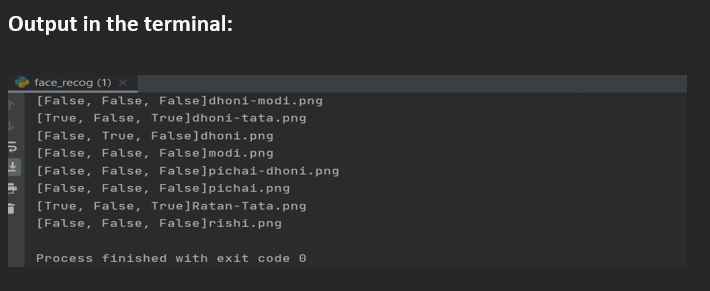 Output in the terminal:
face_recog (1) ×
[False, False, False]dhoni-modi.png
[True, False, True]dhoni-tata.png
[False, True, False]dhoni.png
[False, False, False]modi.png
[False, False, False]pichai-dhoni.png
[False, False, False]pichai.png
[True, False, True]Ratan-Tata.png
[False, False, False]rishi.png
Process finished with exit code 0